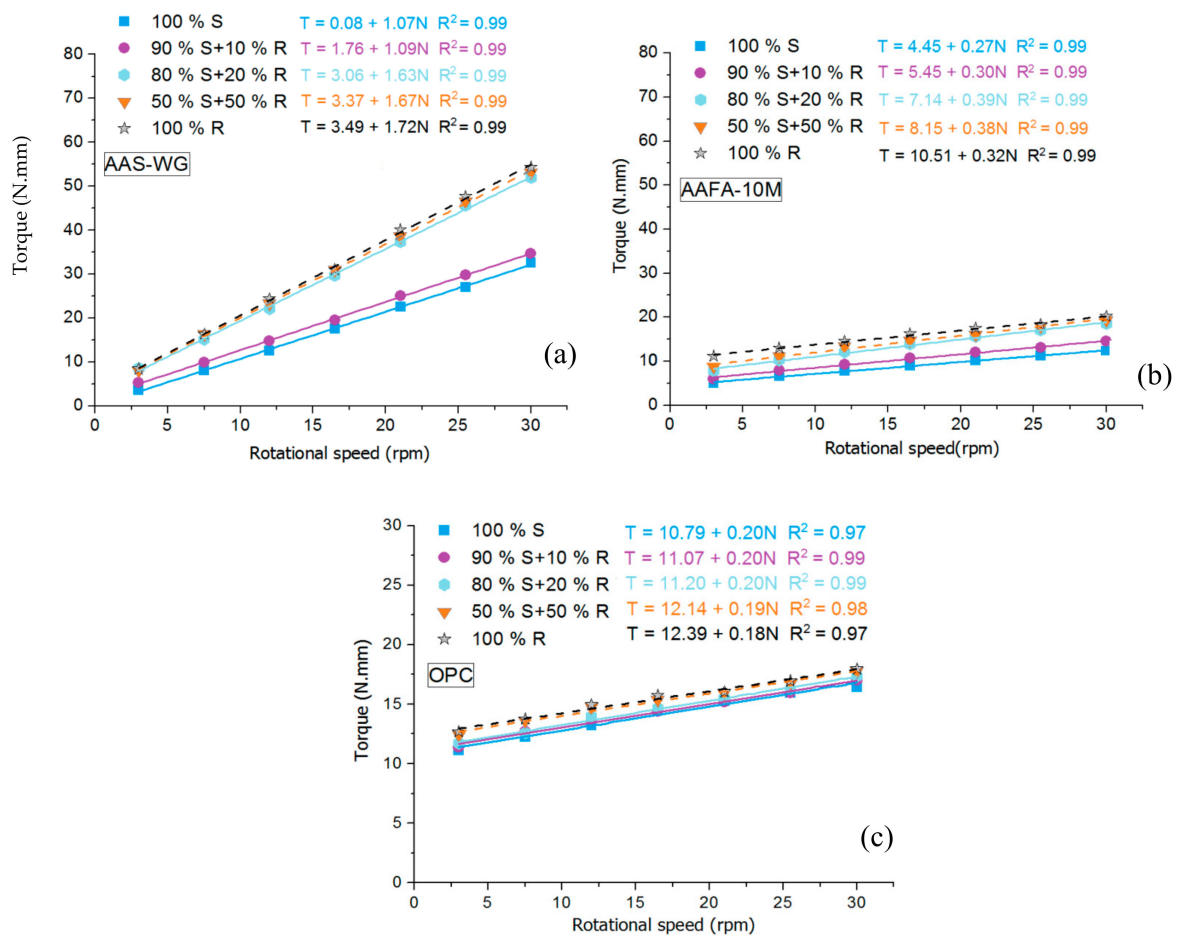 100 % S T = 0.08 + 1.07N R² = 0.99
90 % S+10 % R T = 1.76 + 1.09N R² = 0.99
80 % S+20 % R T = 3.06 + 1.63N R² = 0.99
50 % S+50 % R T = 3.37 + 1.67N R² = 0.99
100 % R T = 3.49 + 1.72N R² = 0.99
AAS-WG
Torque (N.mm)
80
70
60
50
40
30
20
10
0
0 5 10 15 20 25 30
Rotational speed (rpm)
(a)
100 % S T = 4.45 + 0.27N R² = 0.99
90 % S+10 % R T = 5.45 + 0.30N R² = 0.99
80 % S+20 % R T = 7.14 + 0.39N R² = 0.99
50 % S+50 % R T = 8.15 + 0.38N R² = 0.99
100 % R T = 10.51 + 0.32N R² = 0.99
AAFA-10M
Torque (N.mm)
80
70
60
50
40
30
20
10
0
0 5 10 15 20 25 30
Rotational speed(rpm)
(b)
100 % S T = 10.79 + 0.20N R² = 0.97
90 % S+10 % R T = 11.07 + 0.20N R² = 0.99
80 % S+20 % R T = 11.20 + 0.20N R² = 0.99
50 % S+50 % R T = 12.14 + 0.19N R² = 0.98
100 % R T = 12.39 + 0.18N R² = 0.97
OPC
Torque (N.mm)
30
25
20
15
10
5
0
0 5 10 15 20 25 30
Rotational speed (rpm)
(c)